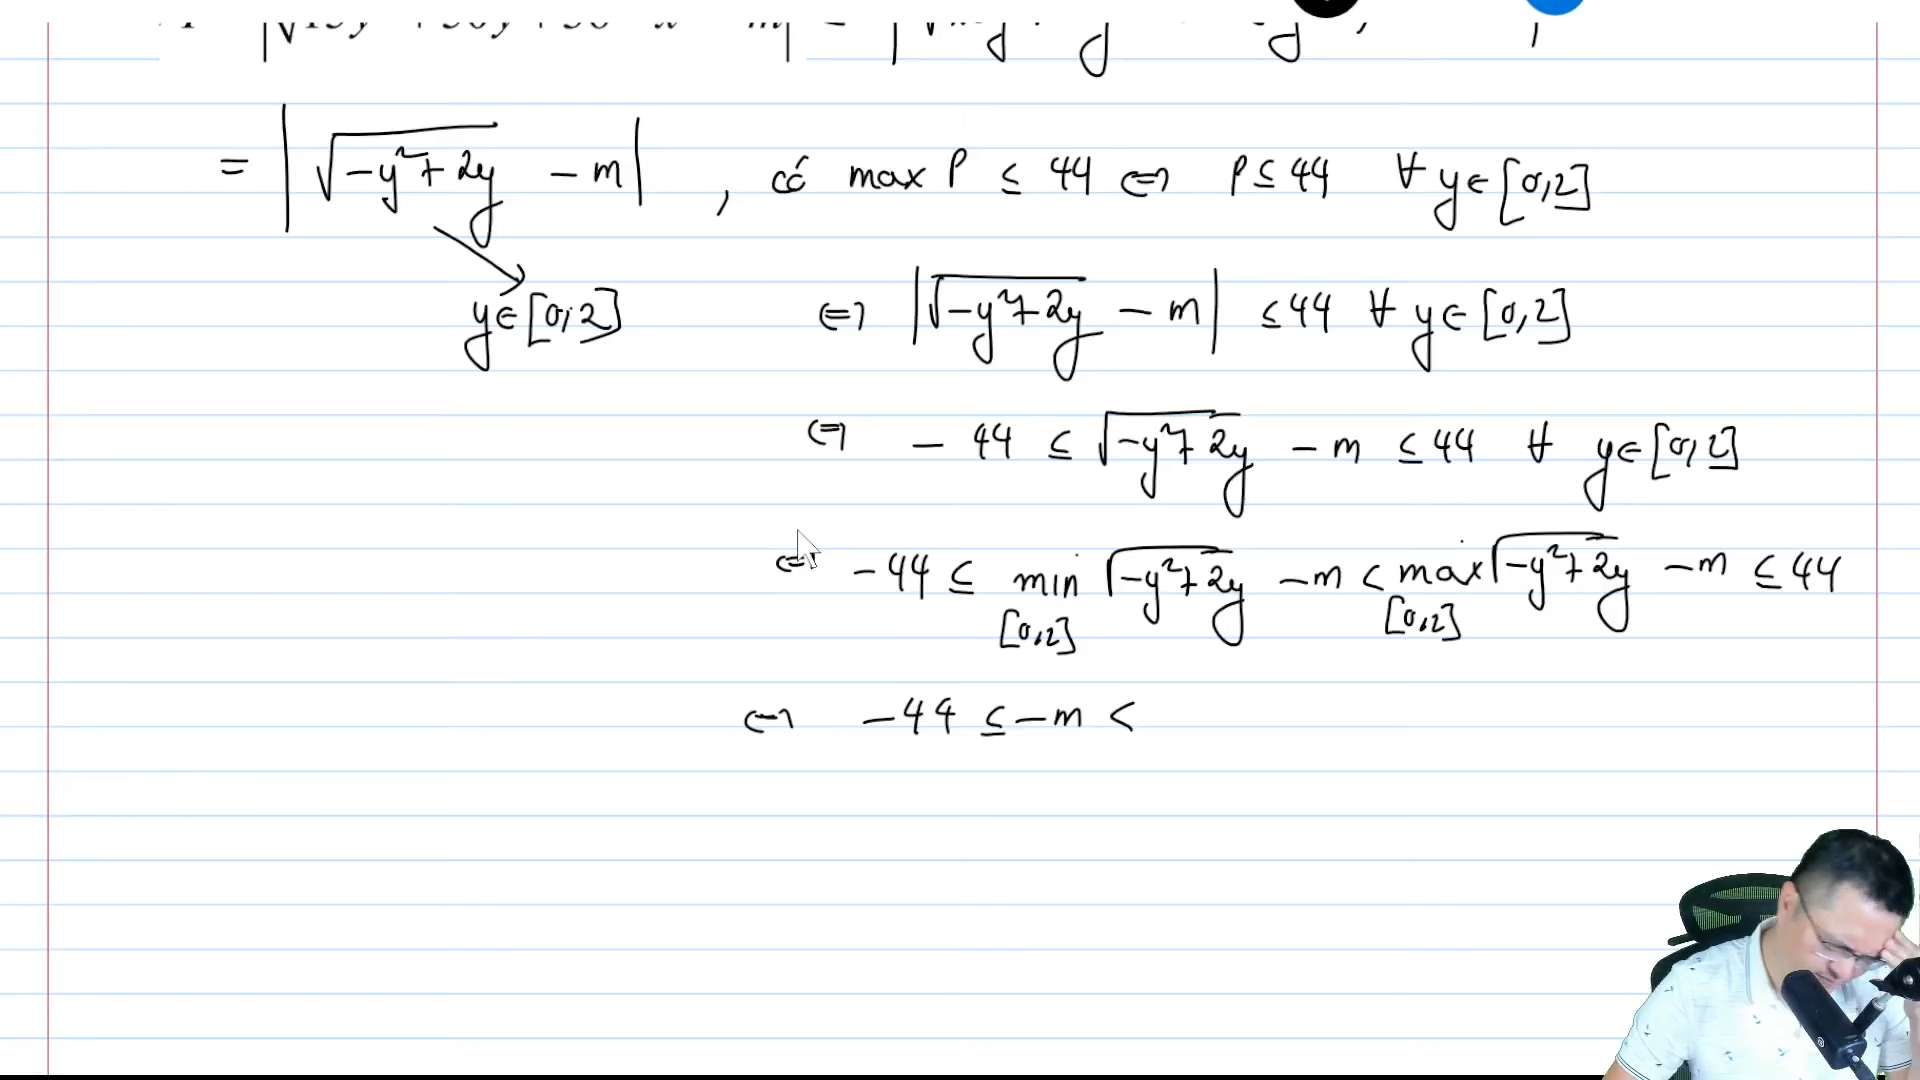 = | √(-y² + 2y) - m | , có max P ≤ 44 ⇔ P ≤ 44 ∀ y ∈ [0,2]
y ∈ [0;2] ⇔ | √(-y² + 2y) - m | ≤ 44 ∀ y ∈ [0,2]
⇔ - 44 ≤ √(-y² + 2y) - m ≤ 44 ∀ y ∈ [0,2]
⇔ - 44 ≤ min √(-y² + 2y) - m < max √(-y² + 2y) - m ≤ 44
[0,2] [0,2]
⇔ - 44 ≤ - m <